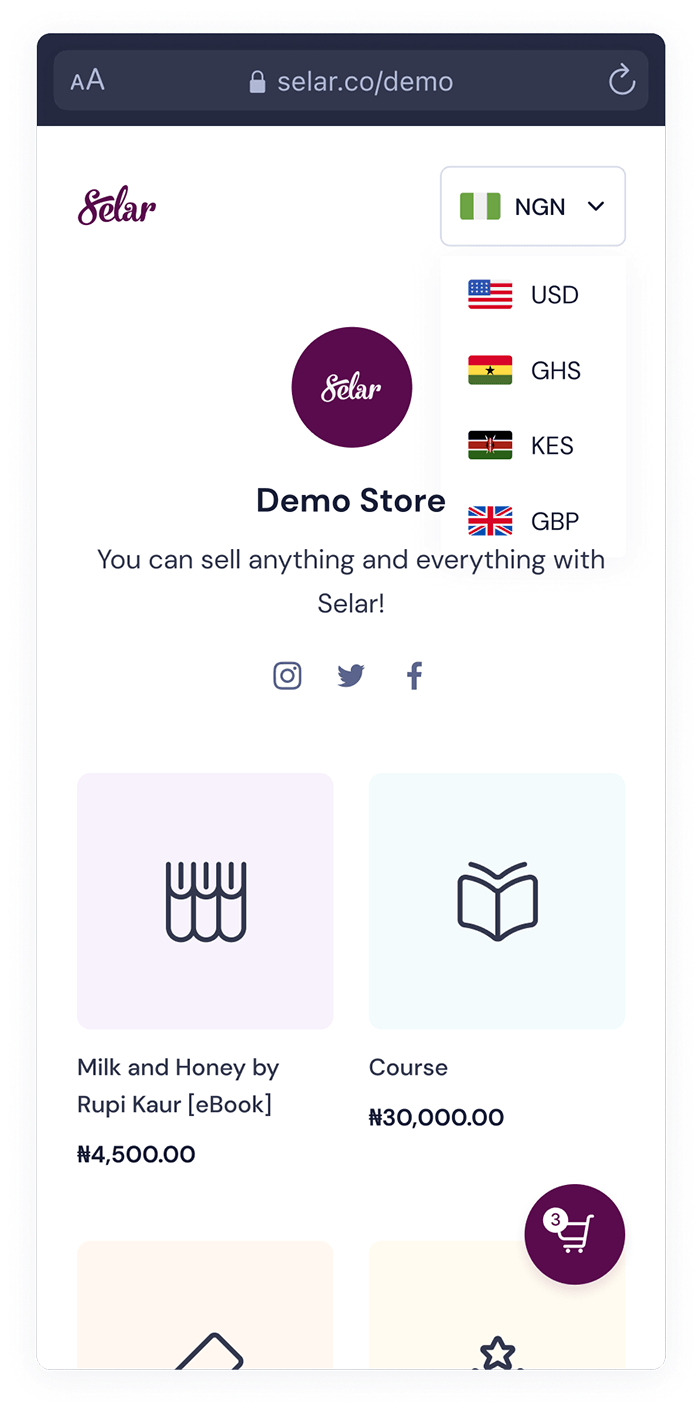 AA
selar.co/demo
Selar
NGN
USD
GHS
KES
GBP
Selar
Demo Store
You can sell anything and everything with
Selar!
Milk and Honey by
Rupi Kaur [eBook]
₦4,500.00
Course
₦30,000.00
3